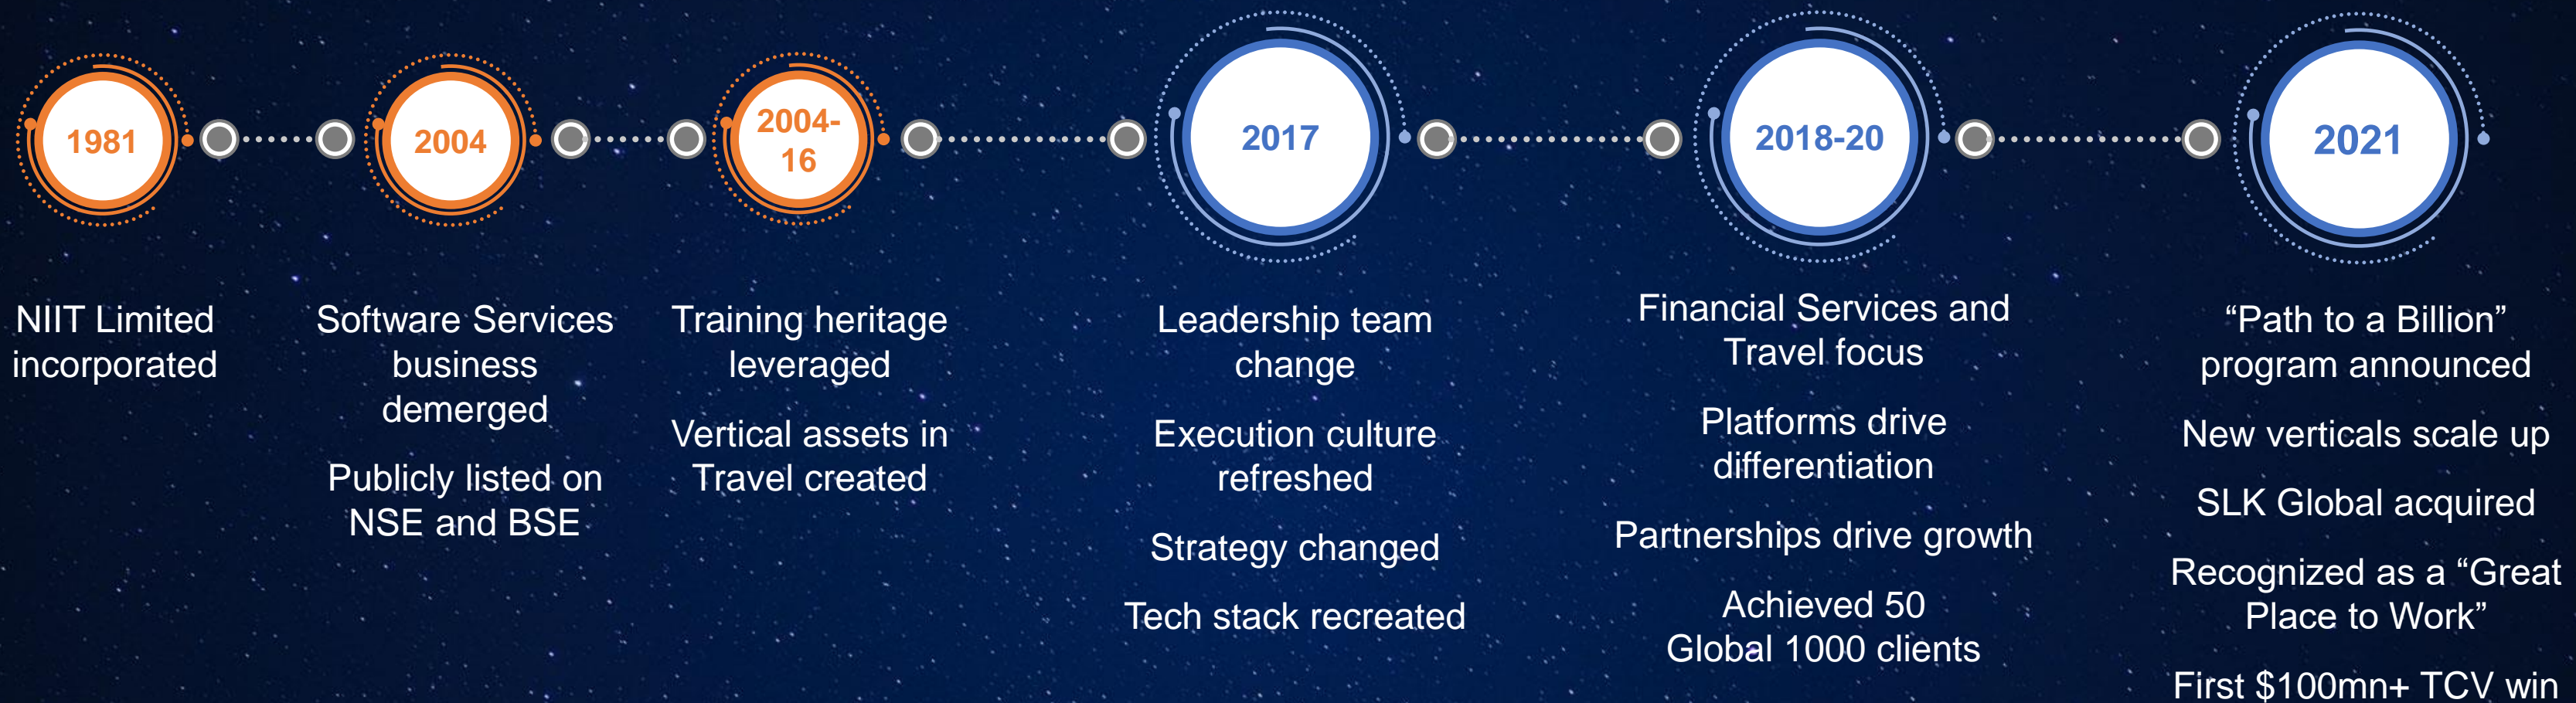 1981
NIIT Limited
incorporated
2004
Software Services
business
demerged
Publicly listed on
NSE and BSE
2004-
16
Training heritage
leveraged
Vertical assets in
Travel created
2017
Leadership team
change
Execution culture
refreshed
Strategy changed
Tech stack recreated
2018-20
Financial Services and
Travel focus
Platforms drive
differentiation
Partnerships drive growth
Achieved 50
Global 1000 clients
2021
“Path to a Billion”
program announced
New verticals scale up
SLK Global acquired
Recognized as a “Great
Place to Work”
First $100mn+ TCV win